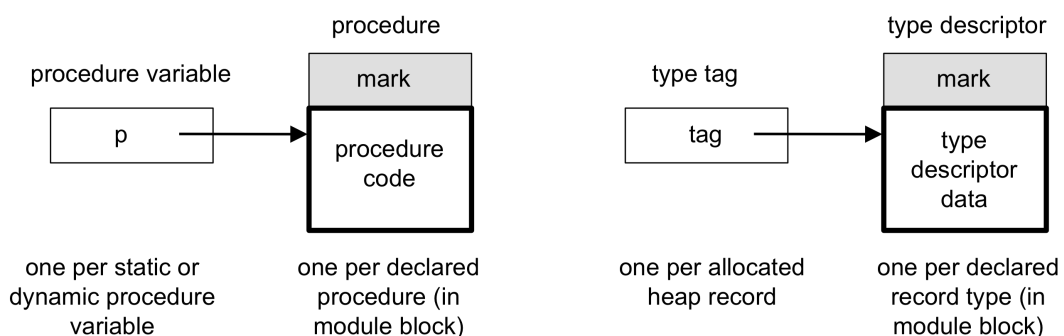 procedure
procedure variable
mark
p
procedure
code
one per static or
dynamic procedure
variable
one per declared
procedure (in
module block)
type descriptor
type tag
mark
tag
type
descriptor
data
one per allocated
heap record
one per declared
record type (in
module block)